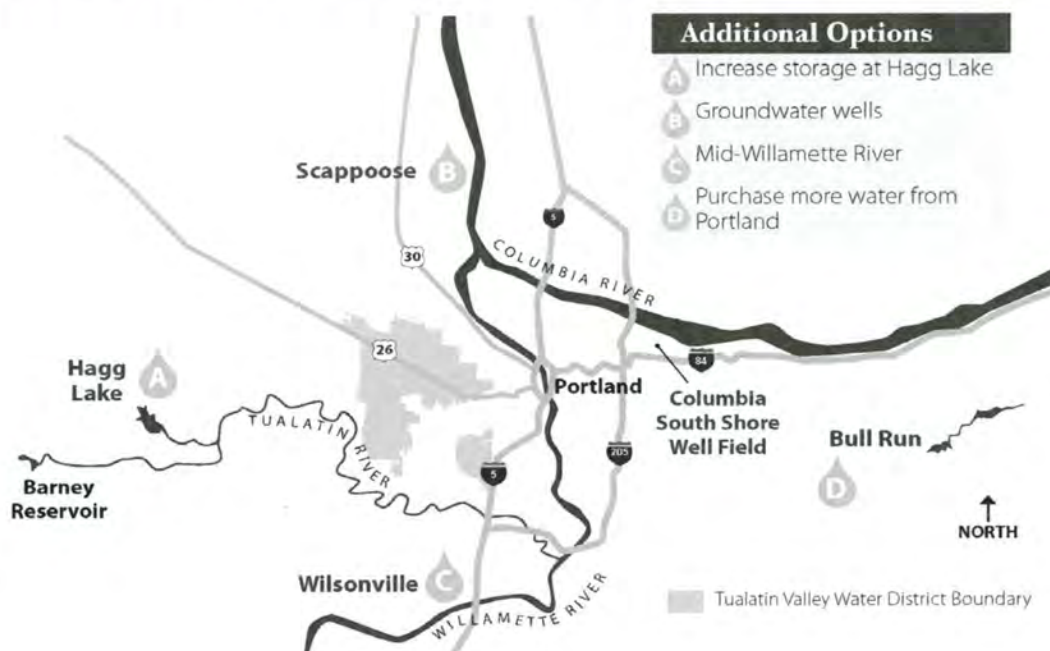 Additional Options
A Increase storage at Hagg Lake
B Groundwater wells
C Mid-Willamette River
D Purchase more water from
Portland
Scappoose
B
5
30
COLUMBIA RIVER
26
84
Hagg
Lake
A
Portland
Columbia
South Shore
Well Field
Bull Run
D
TUALATIN RIVER
205
5
Barney
Reservoir
NORTH
Wilsonville
C
WILLAMETTE RIVER
Tualatin Valley Water District Boundary